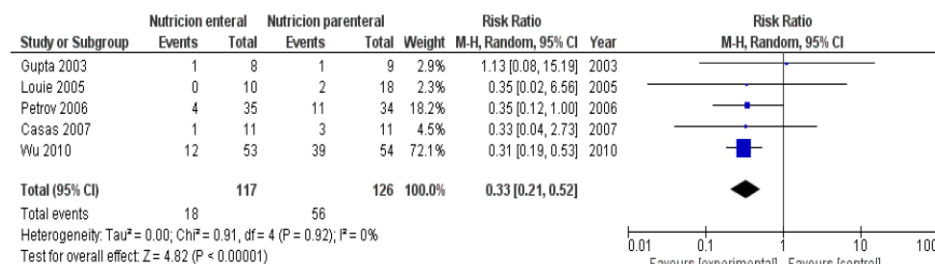 Nutricion enteral Nutricion parenteral Risk Ratio Risk Ratio
Study or Subgroup Events Total Events Total Weight M-H, Random, 95% CI Year M-H, Random, 95% CI
Gupta 2003 1 8 1 9 2.9% 1.13 [0.08, 15.19] 2003
Louie 2005 0 10 2 18 2.3% 0.35 [0.02, 6.56] 2005
Petrov 2006 4 35 11 34 18.2% 0.35 [0.12, 1.00] 2006
Casas 2007 1 11 3 11 4.5% 0.33 [0.04, 2.73] 2007
Wu 2010 12 53 39 54 72.1% 0.31 [0.19, 0.53] 2010
Total (95% CI) 117 126 100.0% 0.33 [0.21, 0.52]
Total events 18 56
Heterogeneity: Tau² = 0.00; Chi² = 0.91, df = 4 (P = 0.92); I² = 0%
Test for overall effect: Z = 4.82 (P < 0.00001)
0.01 0.1 1 10 100
Favours [experimental] Favours [control]